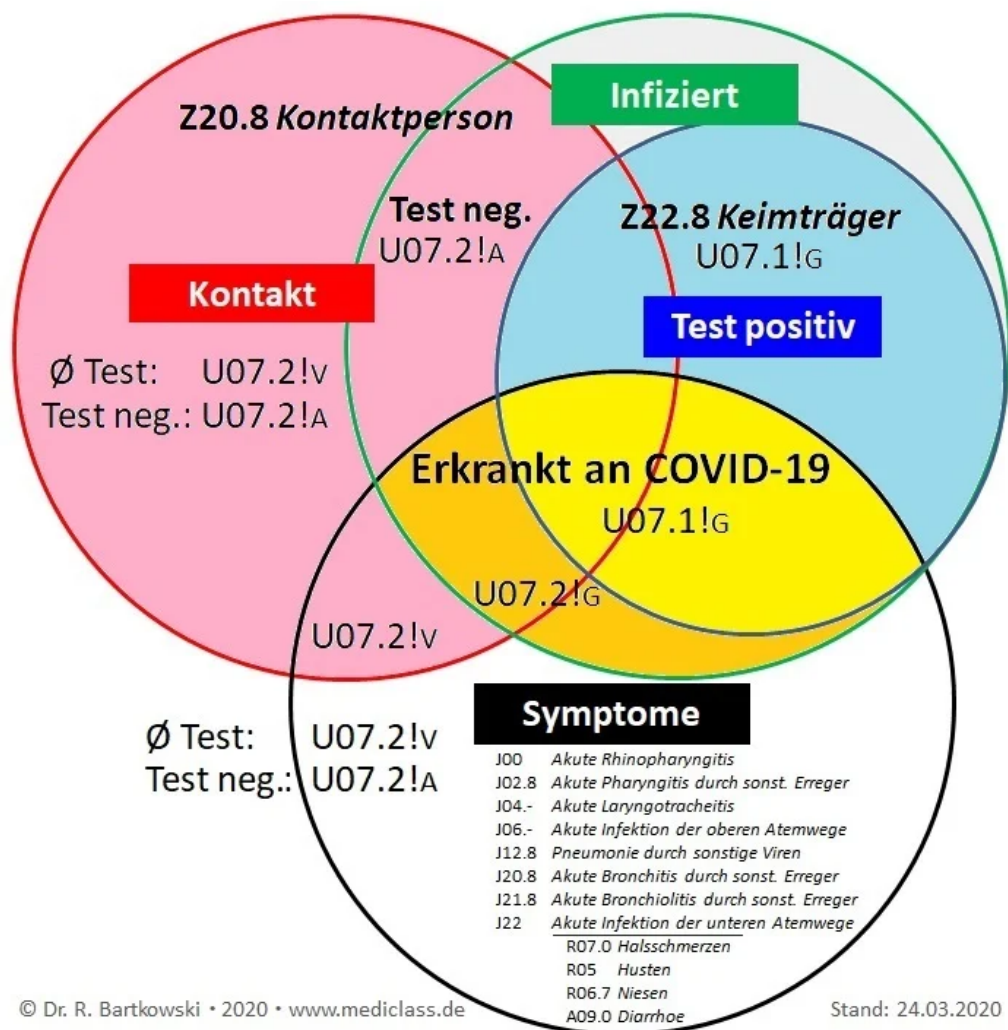 Infiziert
Z20.8 Kontaktperson
Test neg.
U07.2!A
Z22.8 Keimträger
U07.1!G
Kontakt
Test positiv
Ø Test: U07.2!V
Test neg.: U07.2!A
Erkrankt an COVID-19
U07.1!G
U07.2!G
U07.2!V
Symptome
Ø Test: U07.2!V
Test neg.: U07.2!A
J00 Akute Rhinopharyngitis
J02.8 Akute Pharyngitis durch sonst. Erreger
J04.- Akute Laryngotracheitis
J06.- Akute Infektion der oberen Atemwege
J12.8 Pneumonie durch sonstige Viren
J20.8 Akute Bronchitis durch sonst. Erreger
J21.8 Akute Bronchiolitis durch sonst. Erreger
J22 Akute Infektion der unteren Atemwege
R07.0 Halsschmerzen
R05 Husten
R06.7 Niesen
A09.0 Diarrhoe
© Dr. R. Bartkowski • 2020 • www.mediclass.de
Stand: 24.03.2020